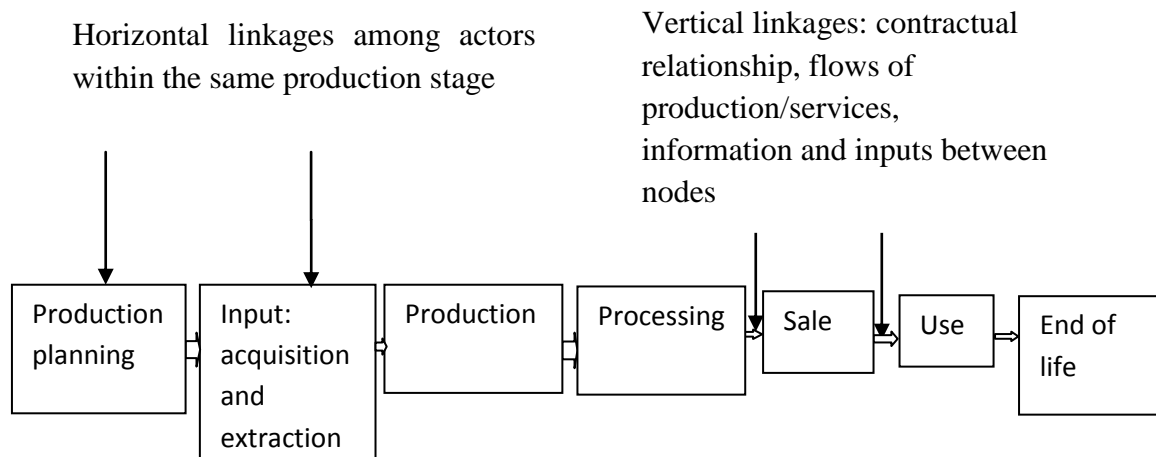 Horizontal linkages among actors
within the same production stage
Vertical linkages: contractual
relationship, flows of
production/services,
information and inputs between
nodes
Production
planning
Input:
acquisition
and
extraction
Production
Processing
Sale
Use
End of
life